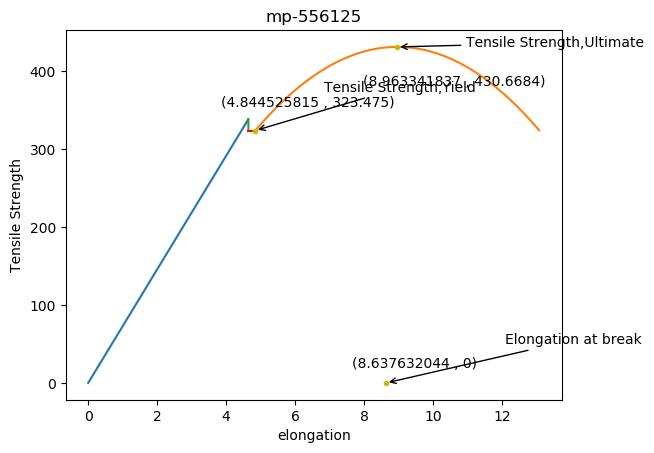 mp-556125
Tensile Strength,Ultimate
(8.963341837 , 430.6684)
Tensile Strength,Yield
(4.844525815 , 323.475)
400
300
200
100
0
Tensile Strength
Elongation at break
(8.637632044 , 0)
0 2 4 6 8 10 12
elongation